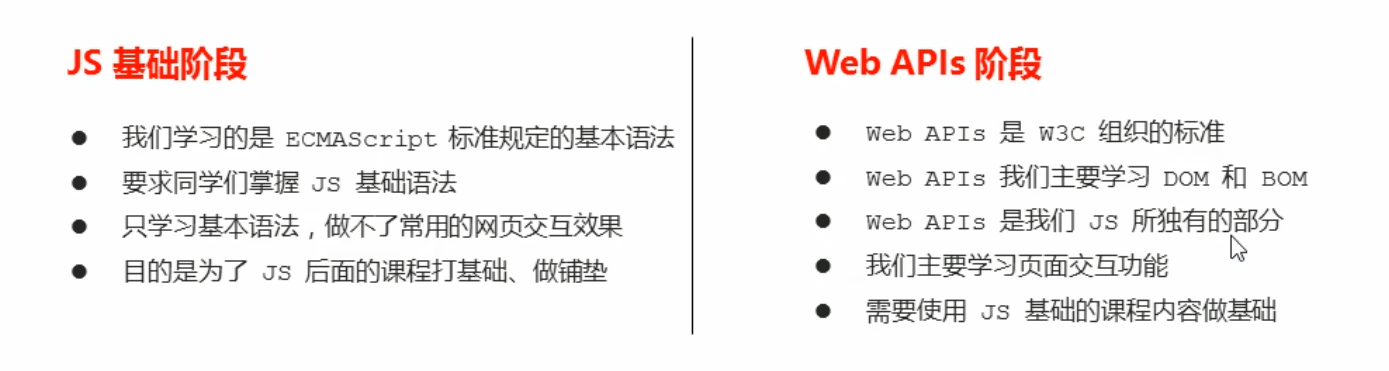 JS 基础阶段
● 我们学习的是 ECMAScript 标准规定的基本语法
● 要求同学们掌握 JS 基础语法
● 只学习基本语法，做不了常用的网页交互效果
● 目的是为了 JS 后面的课程打基础、做铺垫
Web APIs 阶段
● Web APIs 是 W3C 组织的标准
● Web APIs 我们主要学习 DOM 和 BOM
● Web APIs 是我们 JS 所独有的部分
● 我们主要学习页面交互功能
● 需要使用 JS 基础的课程内容做基础